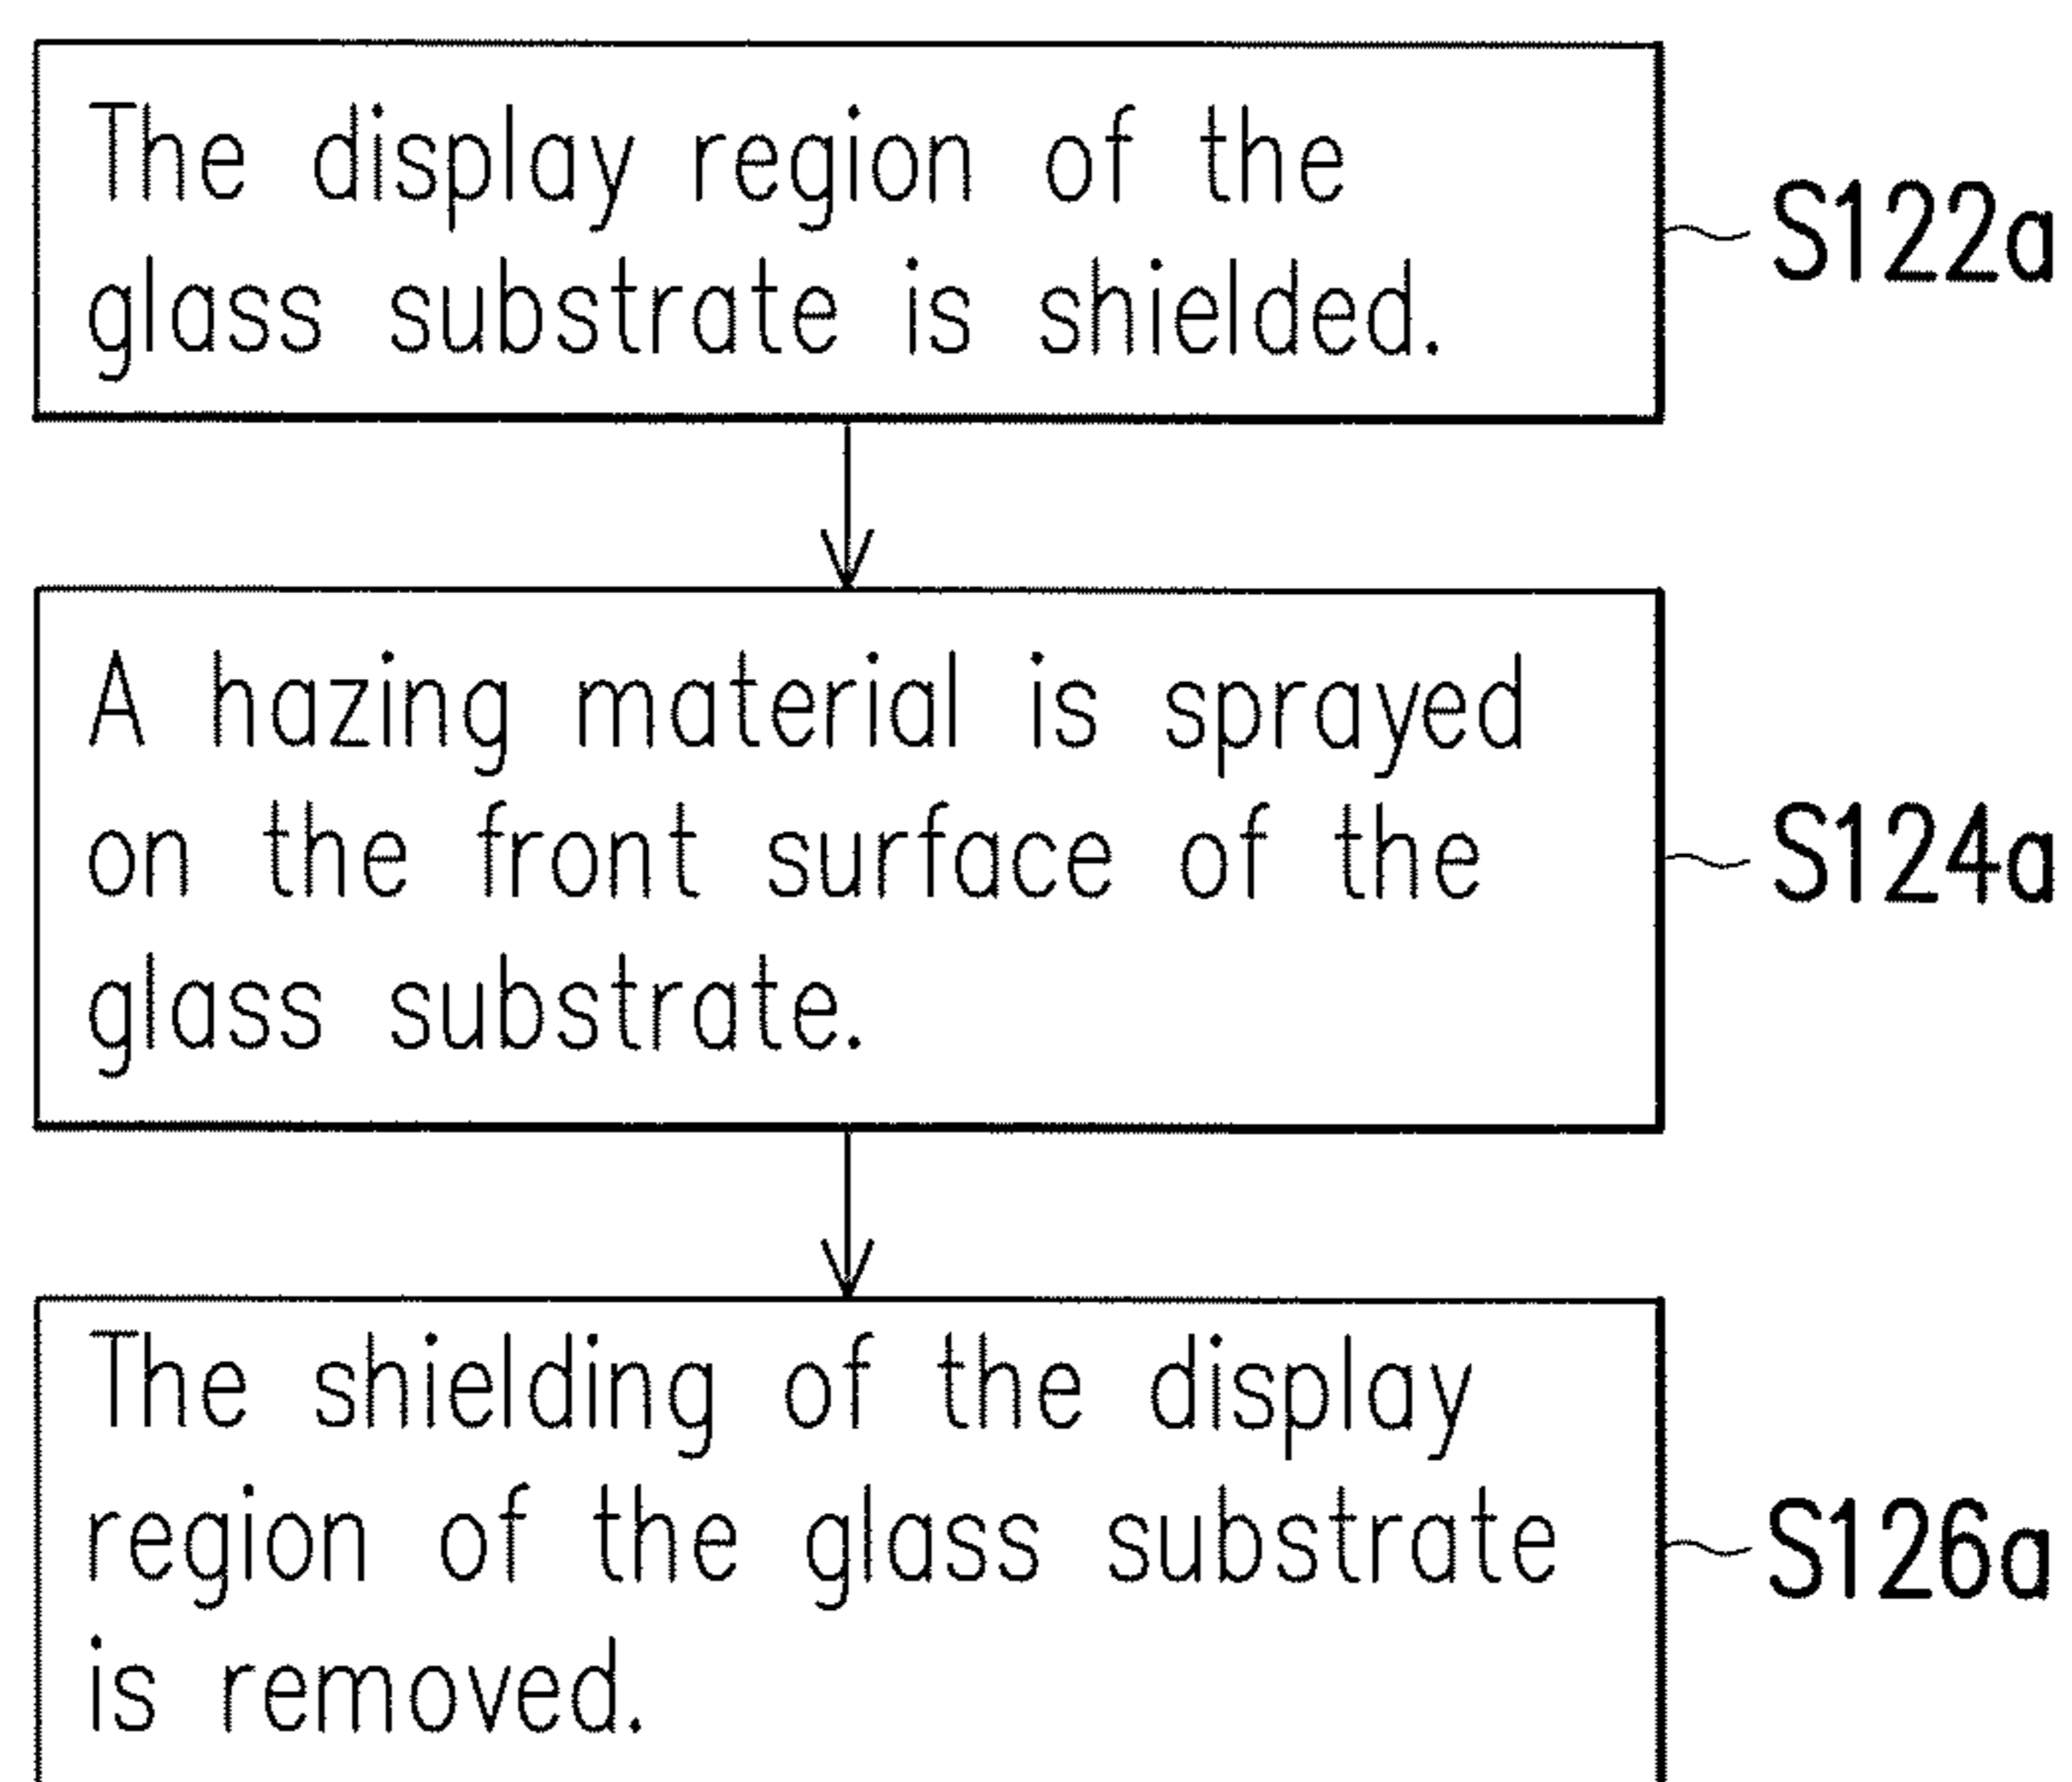 The display region of the
glass substrate is shielded.
S122a
A hazing material is sprayed
on the front surface of the
glass substrate.
S124a
The shielding of the display
region of the glass substrate
is removed.
S126a